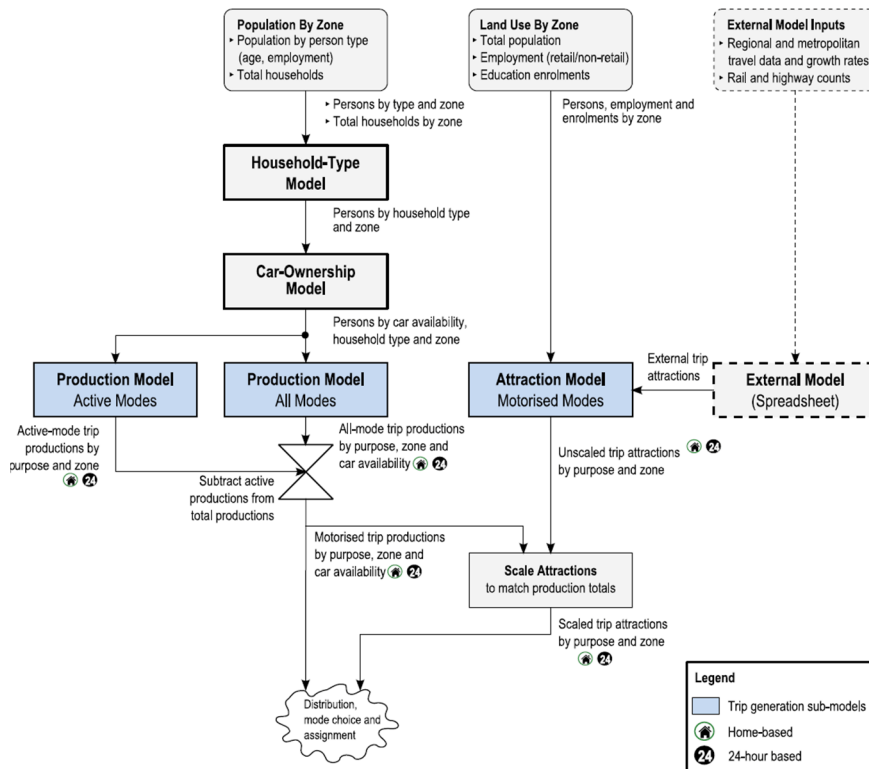 Population By Zone
‣ Population by person type
(age, employment)
‣ Total households
Land Use By Zone
‣ Total population
‣ Employment (retail/non-retail)
‣ Education enrolments
External Model Inputs
‣ Regional and metropolitan
travel data and growth rates
‣ Rail and highway counts
‣ Persons by type and zone
‣ Total households by zone
Persons, employment and
enrolments by zone
Household-Type
Model
Persons by household type
and zone
Car-Ownership
Model
Persons by car availability,
household type and zone
Production Model
Active Modes
Production Model
All Modes
Attraction Model
Motorised Modes
External trip
attractions
External Model
(Spreadsheet)
Active-mode trip
productions by
purpose and zone
24
All-mode trip productions
by purpose, zone and
car availability 24
Unscaled trip attractions 24
by purpose and zone
Subtract active
productions from
total productions
Motorised trip productions
by purpose, zone and
car availability 24
Scale Attractions
to match production totals
Scaled trip attractions
by purpose and zone
24
Distribution,
mode choice and
assignment
Legend
Trip generation sub-models
Home-based
24 24-hour based